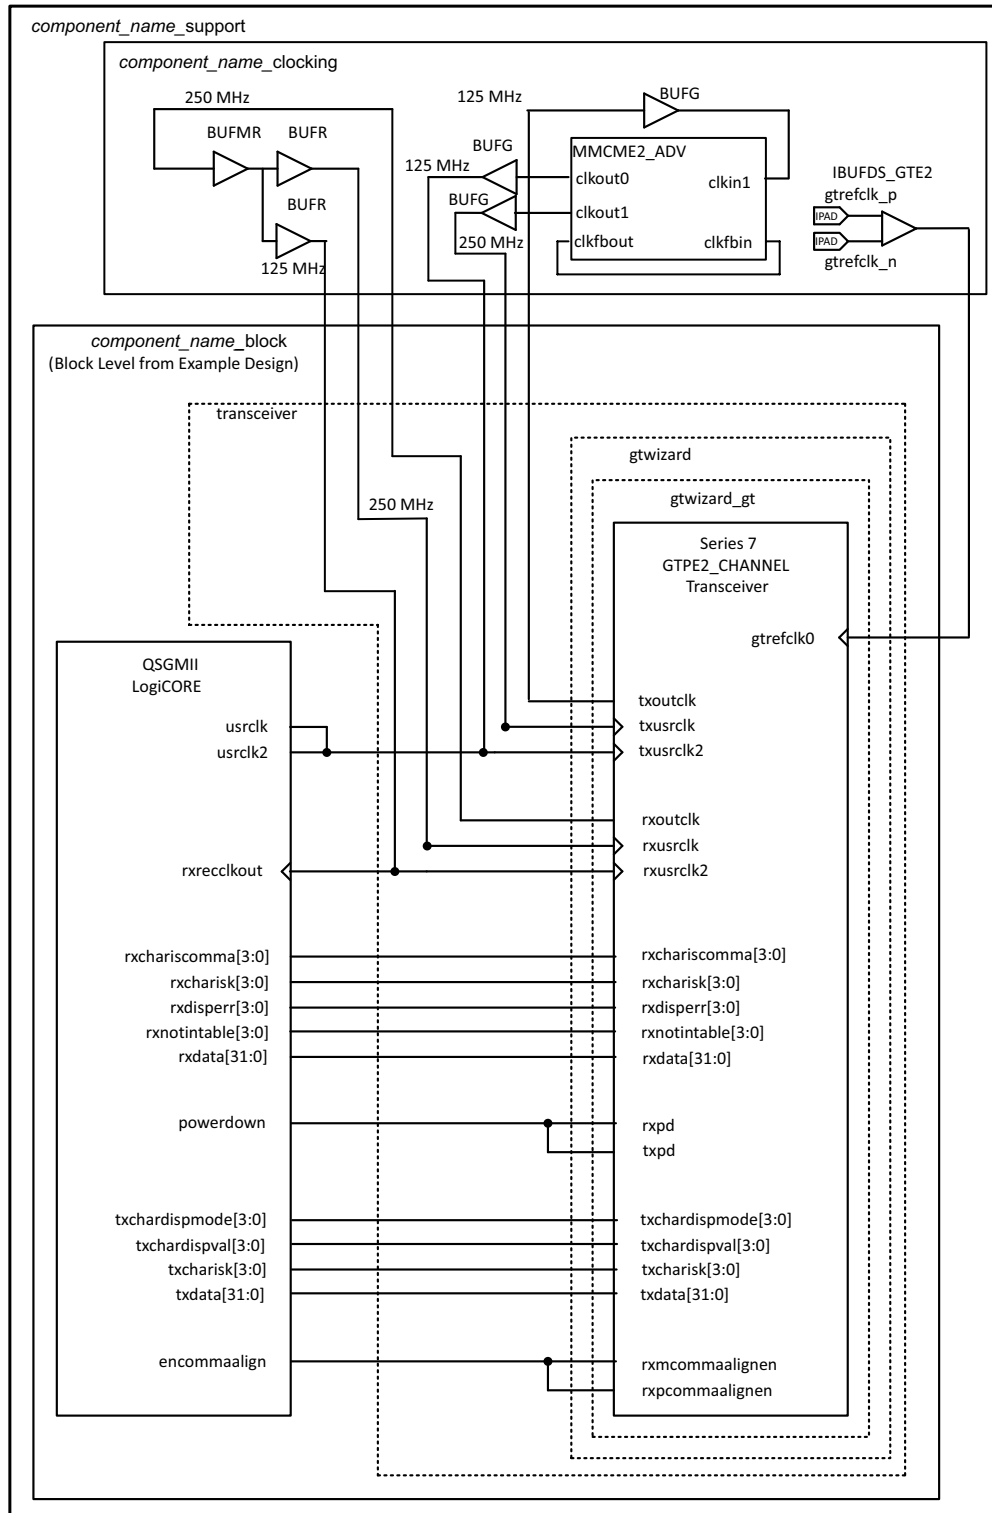 component_name_support
component_name_clocking
250 MHz
BUFMR
BUFR
BUFR
125 MHz
125 MHz
BUFG
BUFG
125 MHz
BUFG
250 MHz
MMCME2_ADV
clkout0
clkin1
clkout1
clkfbout
clkfbin
IBUFDS_GTE2
gtrefclk_p
IPAD
IPAD
gtrefclk_n
component_name_block
(Block Level from Example Design)
transceiver
gtwizard
gtwizard_gt
250 MHz
Series 7
GTPE2_CHANNEL
Transceiver
gtrefclk0
QSGMII
LogiCORE
usrclk
usrclk2
txoutclk
txusrclk
txusrclk2
rxoutclk
rxusrclk
rxrecclkout
rxusrclk2
rxchariscomma[3:0]
rxchariscomma[3:0]
rxcharisk[3:0]
rxcharisk[3:0]
rxdisperr[3:0]
rxdisperr[3:0]
rxnotintable[3:0]
rxnotintable[3:0]
rxdata[31:0]
rxdata[31:0]
powerdown
rxpd
txpd
txchardispmode[3:0]
txchardispmode[3:0]
txchardispval[3:0]
txchardispval[3:0]
txcharisk[3:0]
txcharisk[3:0]
txdata[31:0]
txdata[31:0]
encommaalign
rxmcommaalignen
rxpcommaalignen